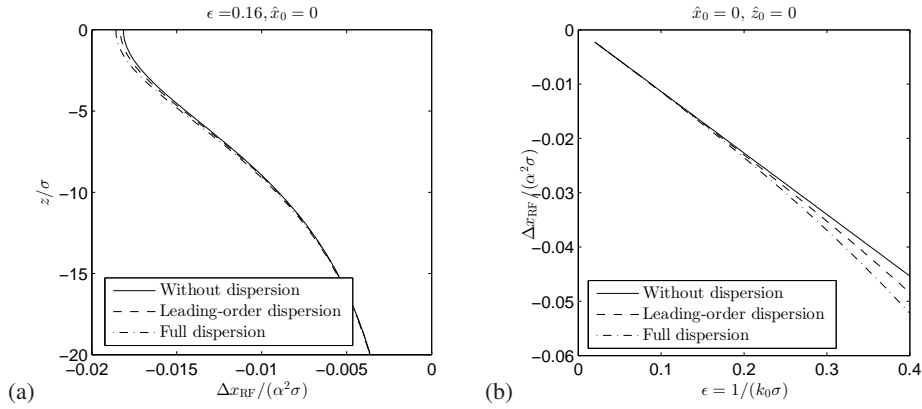 ϵ =0.16, x̂₀ = 0
0
−5
−10
−15
−20
z/σ
Without dispersion
Leading-order dispersion
Full dispersion
−0.02
−0.015
−0.01
−0.005
0
(a)
Δx_RF/(α²σ)
x̂₀ = 0, ẑ₀ = 0
0
−0.01
−0.02
−0.03
−0.04
−0.05
−0.06
Δx_RF/(α²σ)
Without dispersion
Leading-order dispersion
Full dispersion
0
0.1
0.2
0.3
0.4
(b)
ϵ = 1/(k₀σ)